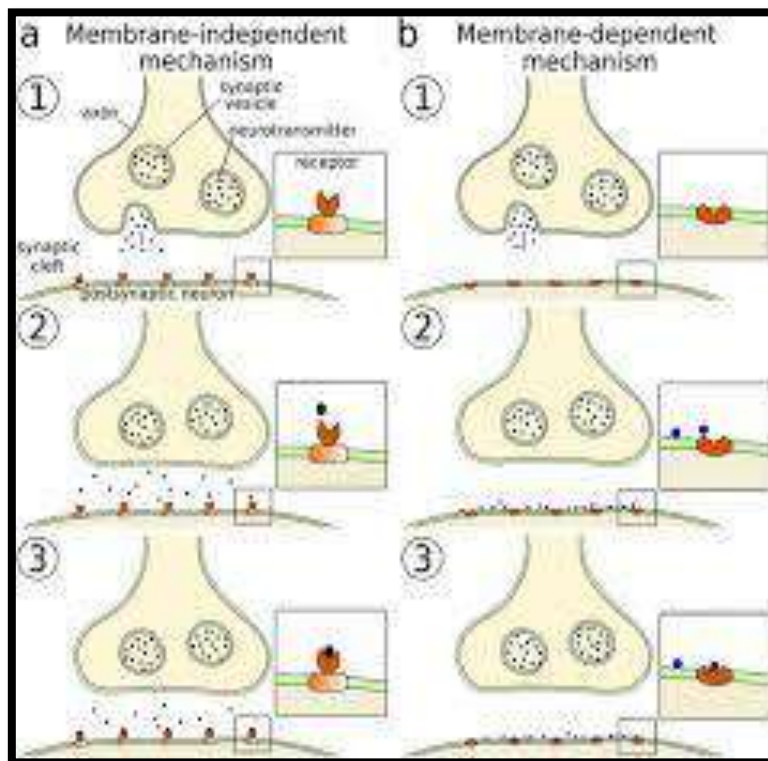 a Membrane-independent
mechanism
b Membrane-dependent
mechanism
1
synaptic
vesicle
axon
neurotransmitter
receptor
synaptic
cleft
postsynaptic neuron
1
2
2
3
3